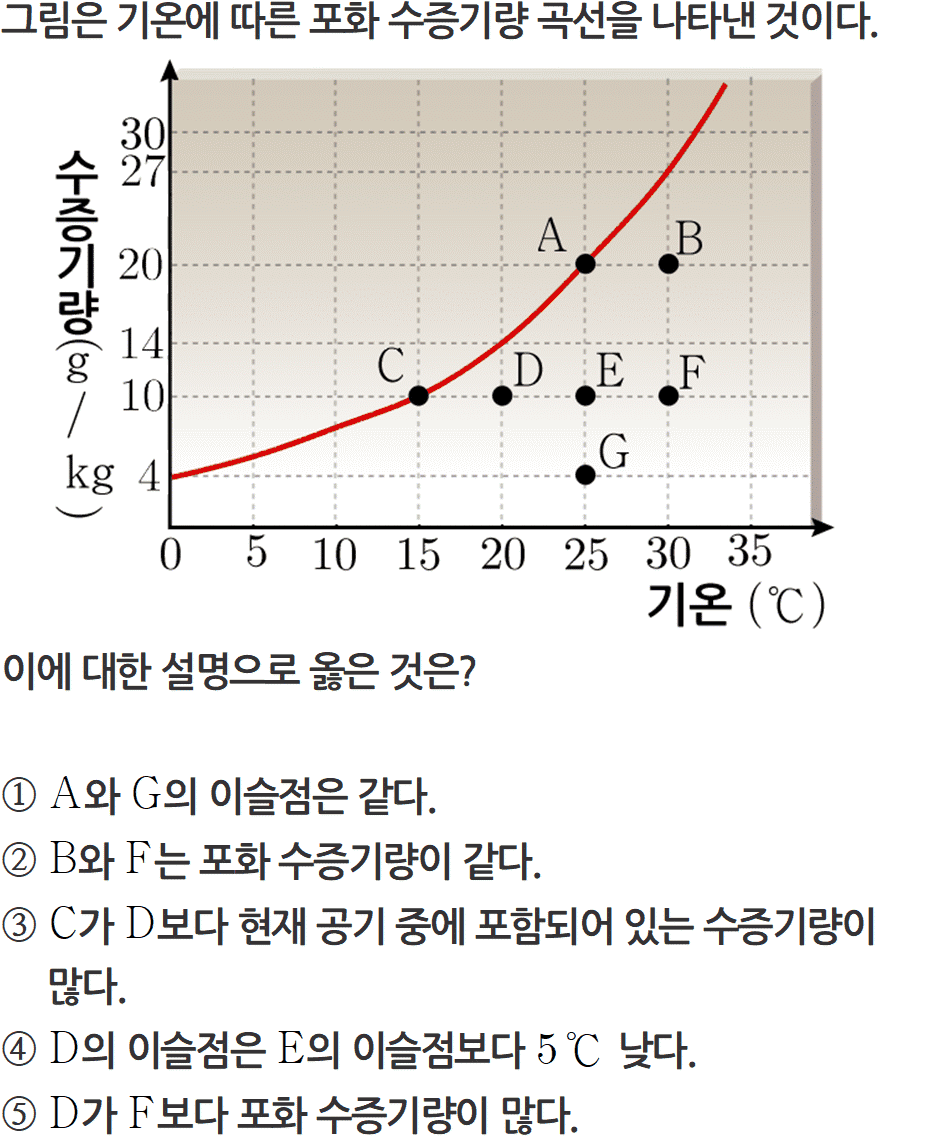 그림은 기온에 따른 포화 수증기량 곡선을 나타낸 것이다.
수증기량(g/kg)
30
27
20
14
10
4
A
B
C
D
E
F
G
0 5 10 15 20 25 30 35
기온 (℃)
이에 대한 설명으로 옳은 것은?
① A와 G의 이슬점은 같다.
② B와 F는 포화 수증기량이 같다.
③ C가 D보다 현재 공기 중에 포함되어 있는 수증기량이
많다.
④ D의 이슬점은 E의 이슬점보다 5℃ 낮다.
⑤ D가 F보다 포화 수증기량이 많다.